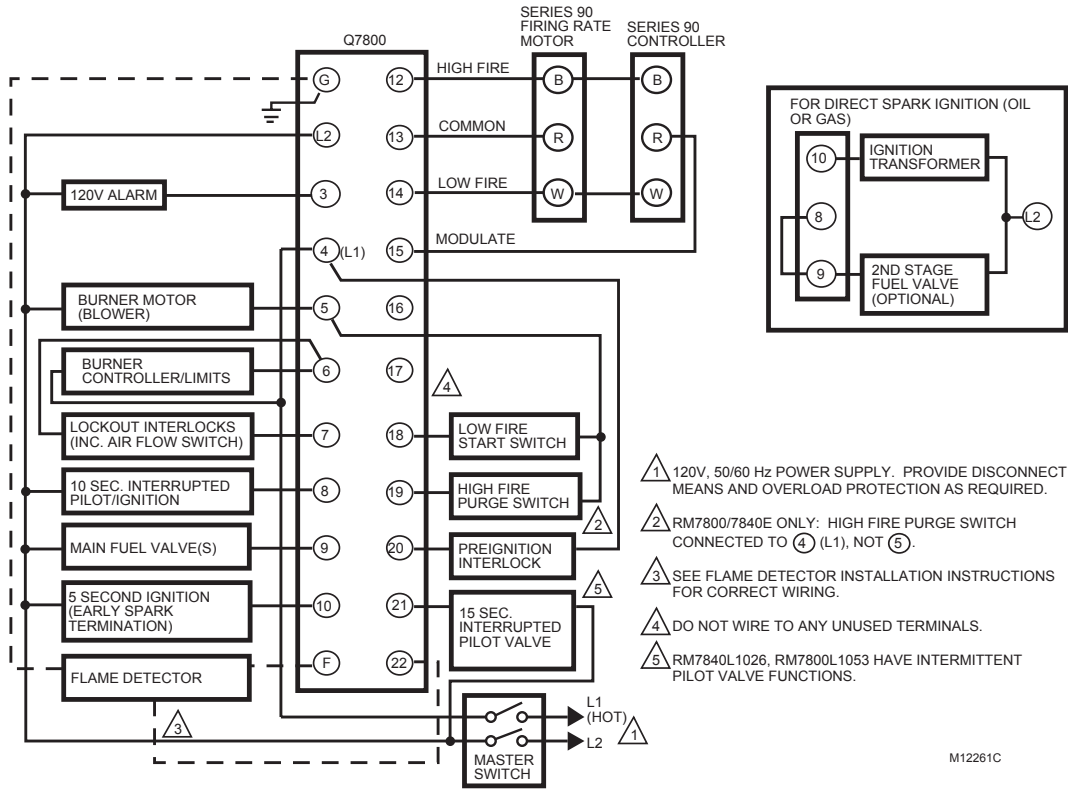 SERIES 90
FIRING RATE
MOTOR
SERIES 90
CONTROLLER
Q7800
G
12
HIGH FIRE
B
B
L2
13
COMMON
R
R
120V ALARM
3
14
LOW FIRE
W
W
4
(L1)
15
MODULATE
BURNER MOTOR
(BLOWER)
5
16
BURNER
CONTROLLER/LIMITS
6
17
4
LOCKOUT INTERLOCKS
(INC. AIR FLOW SWITCH)
7
18
LOW FIRE
START SWITCH
10 SEC. INTERRUPTED
PILOT/IGNITION
8
19
HIGH FIRE
PURGE SWITCH
2
MAIN FUEL VALVE(S)
9
20
PREIGNITION
INTERLOCK
5
5 SECOND IGNITION
(EARLY SPARK
TERMINATION)
10
21
15 SEC.
INTERRUPTED
PILOT VALVE
FLAME DETECTOR
F
22
3
L1
(HOT)
1
L2
MASTER
SWITCH
FOR DIRECT SPARK IGNITION (OIL
OR GAS)
10
IGNITION
TRANSFORMER
8
L2
9
2ND STAGE
FUEL VALVE
(OPTIONAL)
1 120V, 50/60 Hz POWER SUPPLY. PROVIDE DISCONNECT
MEANS AND OVERLOAD PROTECTION AS REQUIRED.
2 RM7800/7840E ONLY: HIGH FIRE PURGE SWITCH
CONNECTED TO 4 (L1), NOT 5.
3 SEE FLAME DETECTOR INSTALLATION INSTRUCTIONS
FOR CORRECT WIRING.
4 DO NOT WIRE TO ANY UNUSED TERMINALS.
5 RM7840L1026, RM7800L1053 HAVE INTERMITTENT
PILOT VALVE FUNCTIONS.
M12261C